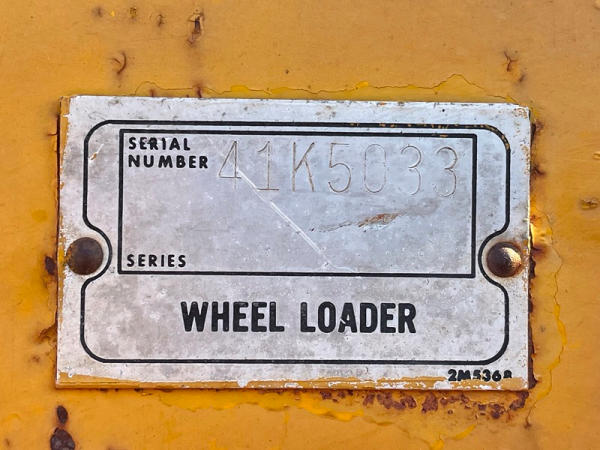 SERIAL
NUMBER 41K5033
SERIES
WHEEL LOADER
2M5368